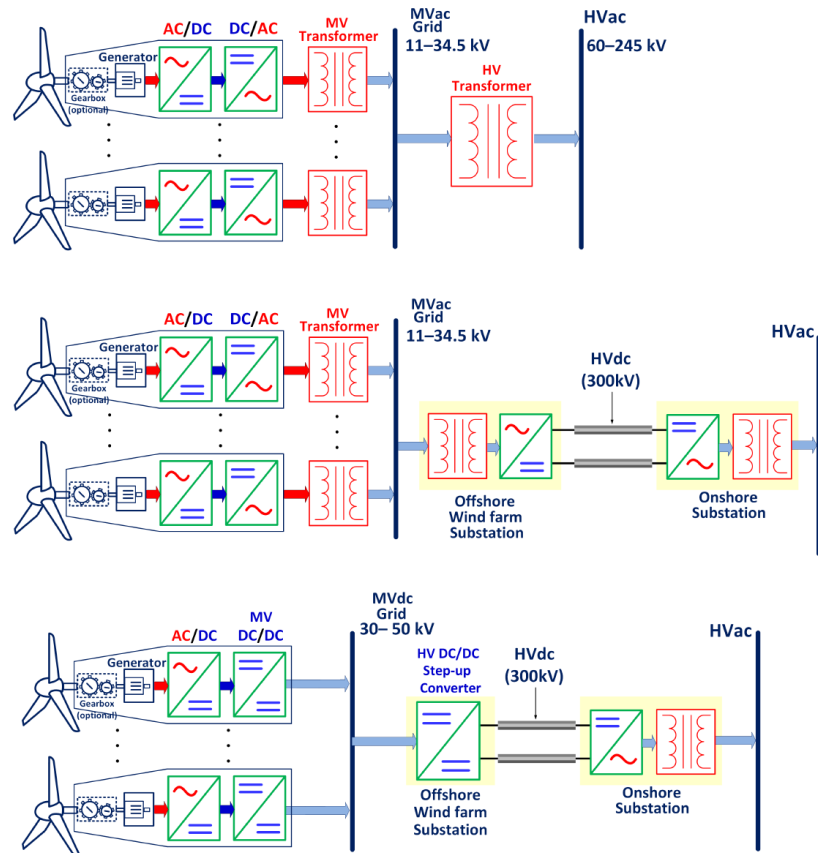 MVac
Grid
11–34.5 kV
HVac
60–245 kV
AC/DC
DC/AC
MV
Transformer
Generator
Gearbox
(optional)
HV
Transformer
MVac
Grid
11–34.5 kV
HVac
AC/DC
DC/AC
MV
Transformer
Generator
Gearbox
(optional)
HVdc
(300kV)
Offshore
Wind farm
Substation
Onshore
Substation
MVdc
Grid
30– 50 kV
HVac
AC/DC
MV
DC/DC
Generator
Gearbox
(optional)
HV DC/DC
Step-up
Converter
HVdc
(300kV)
Offshore
Wind farm
Substation
Onshore
Substation